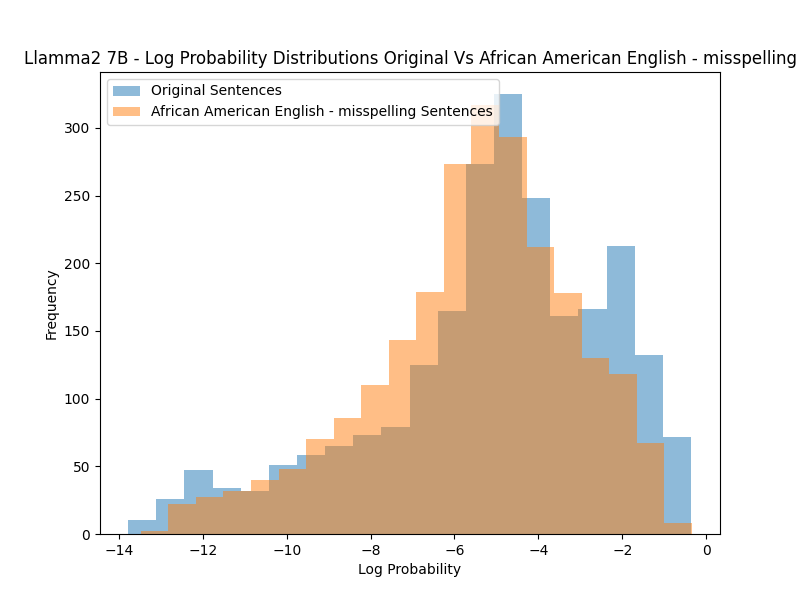 Llamma2 7B - Log Probability Distributions Original Vs African American English - misspelling
Original Sentences
African American English - misspelling Sentences
Frequency
300
250
200
150
100
50
0
−14 −12 −10 −8 −6 −4 −2 0
Log Probability